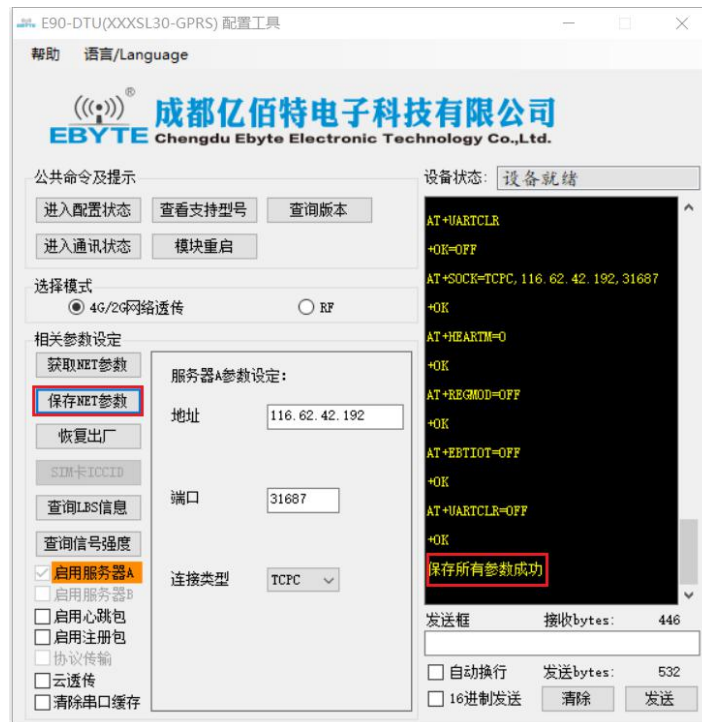 E90-DTU(XXXSL30-GPRS) 配置工具
帮助 语言/Language
EBYTE
®
成都亿佰特电子科技有限公司
Chengdu Ebyte Electronic Technology Co.,Ltd.
公共命令及提示
进入配置状态 查看支持型号 查询版本
进入通讯状态 模块重启
选择模式
4G/2G网络透传 RF
相关参数设定
获取NET参数
保存NET参数
恢复出厂
SIM卡ICCID
查询LBS信息
查询信号强度
启用服务器A
启用服务器B
启用心跳包
启用注册包
协议传输
云透传
清除串口缓存
服务器A参数设定:
地址 116.62.42.192
端口 31687
连接类型 TCPC
设备状态: 设备就绪
AT+UARTCLR
+OK=OFF
AT+SOCK=TCPC,116.62.42.192,31687
+OK
AT+HEARTM=0
+OK
AT+REGMOD=OFF
+OK
AT+EBTIOT=OFF
+OK
AT+UARTCLR=OFF
+OK
保存所有参数成功
发送框 接收bytes: 446
自动换行 发送bytes: 532
16进制发送 清除 发送